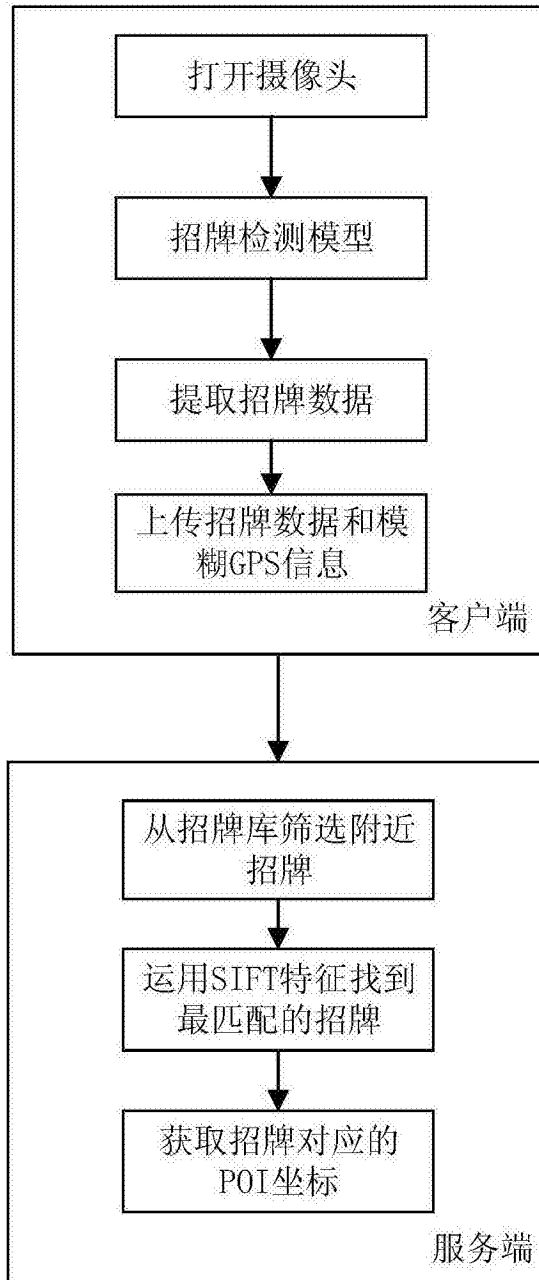 打开摄像头
招牌检测模型
提取招牌数据
上传招牌数据和模
糊GPS信息
客户端
从招牌库筛选附近
招牌
运用SIFT特征找到
最匹配的招牌
获取招牌对应的
POI坐标
服务端